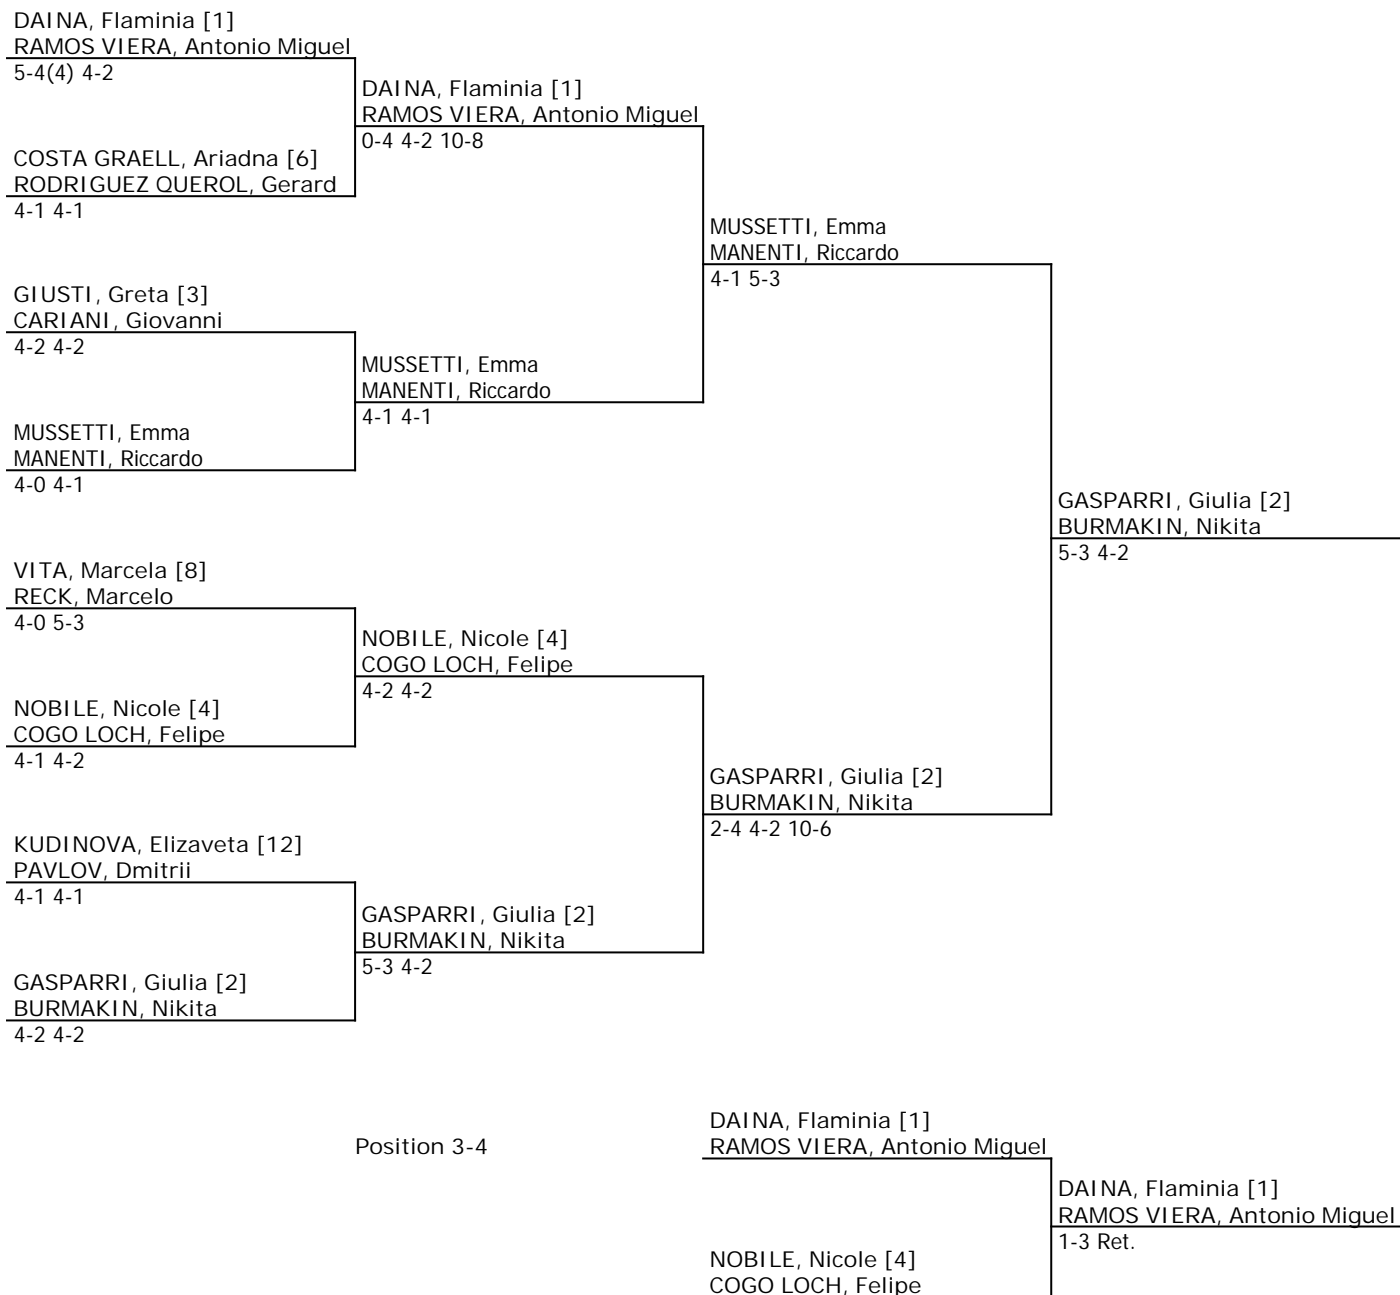 DAINA, Flaminia [1]
RAMOS VIERA, Antonio Miguel
5-4(4) 4-2
DAINA, Flaminia [1]
RAMOS VIERA, Antonio Miguel
0-4 4-2 10-8
COSTA GRAELL, Ariadna [6]
RODRIGUEZ QUEROL, Gerard
4-1 4-1
MUSSETTI, Emma
MANENTI, Riccardo
4-1 5-3
GIUSTI, Greta [3]
CARIANI, Giovanni
4-2 4-2
MUSSETTI, Emma
MANENTI, Riccardo
4-1 4-1
MUSSETTI, Emma
MANENTI, Riccardo
4-0 4-1
GASPARRI, Giulia [2]
BURMAKIN, Nikita
5-3 4-2
VITA, Marcela [8]
RECK, Marcelo
4-0 5-3
NOBILE, Nicole [4]
COGO LOCH, Felipe
4-2 4-2
NOBILE, Nicole [4]
COGO LOCH, Felipe
4-1 4-2
GASPARRI, Giulia [2]
BURMAKIN, Nikita
2-4 4-2 10-6
KUDINOVA, Elizaveta [12]
PAVLOV, Dmitrii
4-1 4-1
GASPARRI, Giulia [2]
BURMAKIN, Nikita
5-3 4-2
GASPARRI, Giulia [2]
BURMAKIN, Nikita
4-2 4-2
Position 3-4
DAINA, Flaminia [1]
RAMOS VIERA, Antonio Miguel
DAINA, Flaminia [1]
RAMOS VIERA, Antonio Miguel
1-3 Ret.
NOBILE, Nicole [4]
COGO LOCH, Felipe